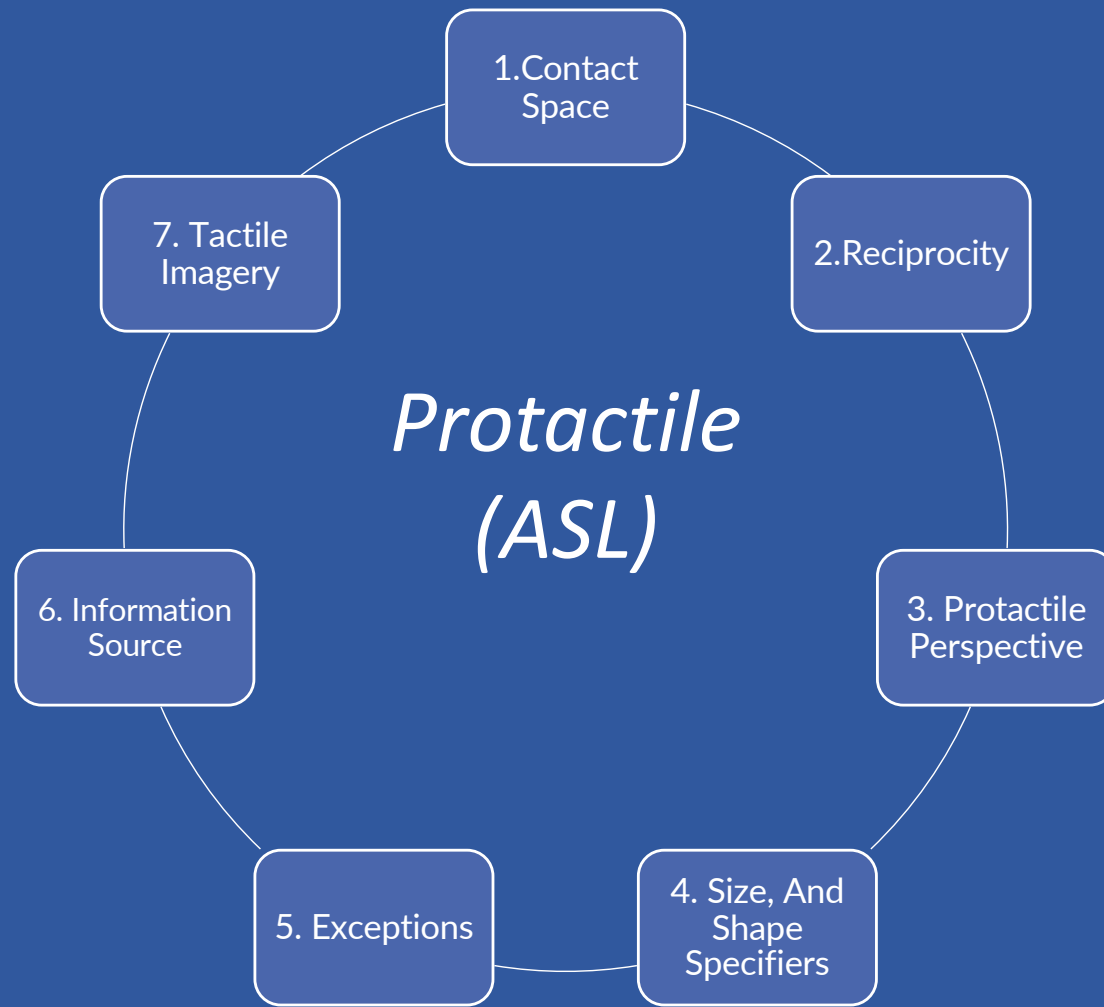 1.Contact
Space
2.Reciprocity
3. Protactile
Perspective
4. Size, And
Shape
Specifiers
5. Exceptions
6. Information
Source
7. Tactile
Imagery
Protactile
(ASL)